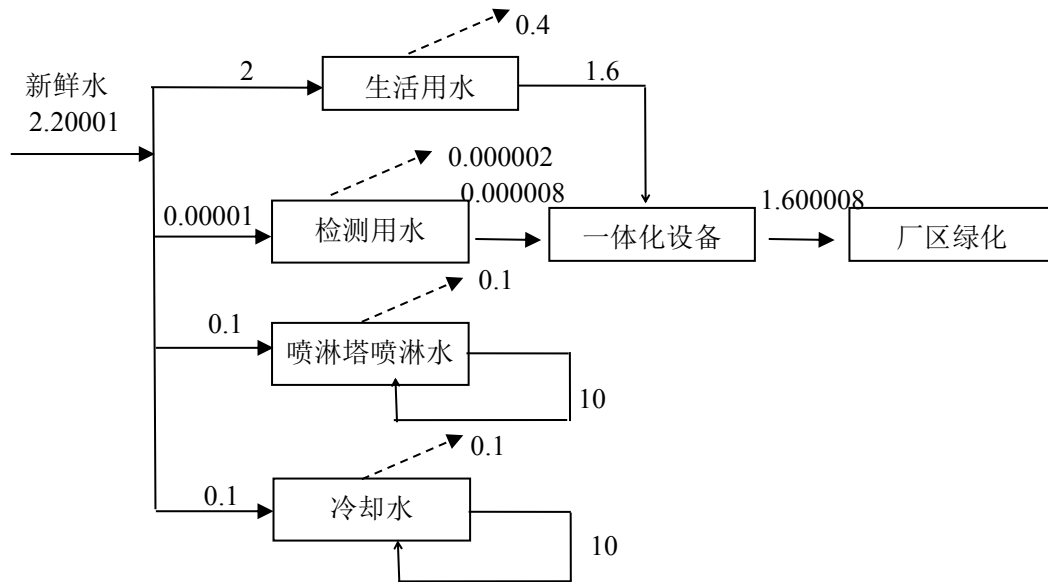 0.4
新鲜水
2.20001
2
生活用水
1.6
0.000002
0.00001
检测用水
0.000008
一体化设备
1.600008
厂区绿化
0.1
0.1
喷淋塔喷淋水
10
0.1
0.1
冷却水
10